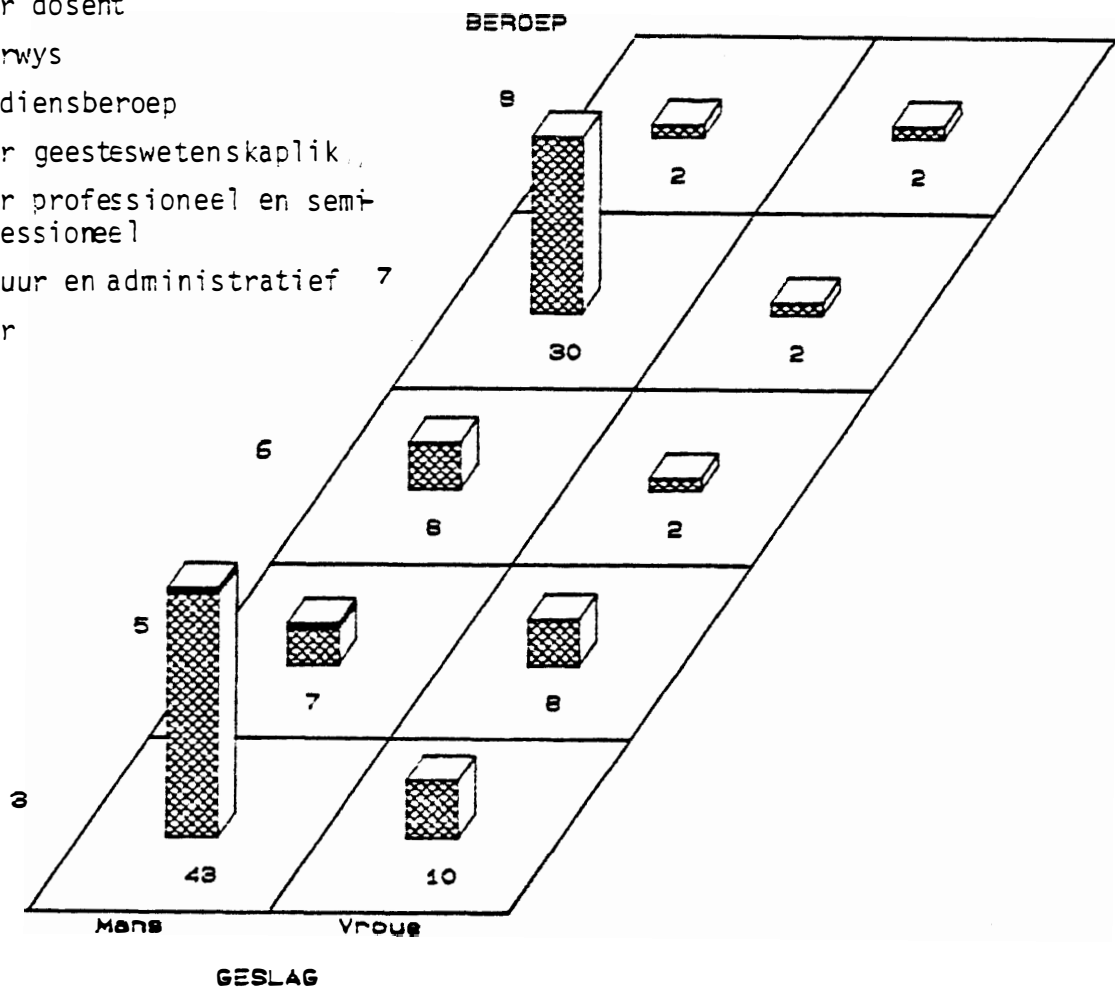 r dosent
BEROEP
rwys
diensberoep
8
r geesteswetenskaplik
2
2
r professioneel en semi-
essioneel
uur en administratief 7
r
30
2
6
8
2
5
7
8
3
43
10
Mans Vroue
GESLAG